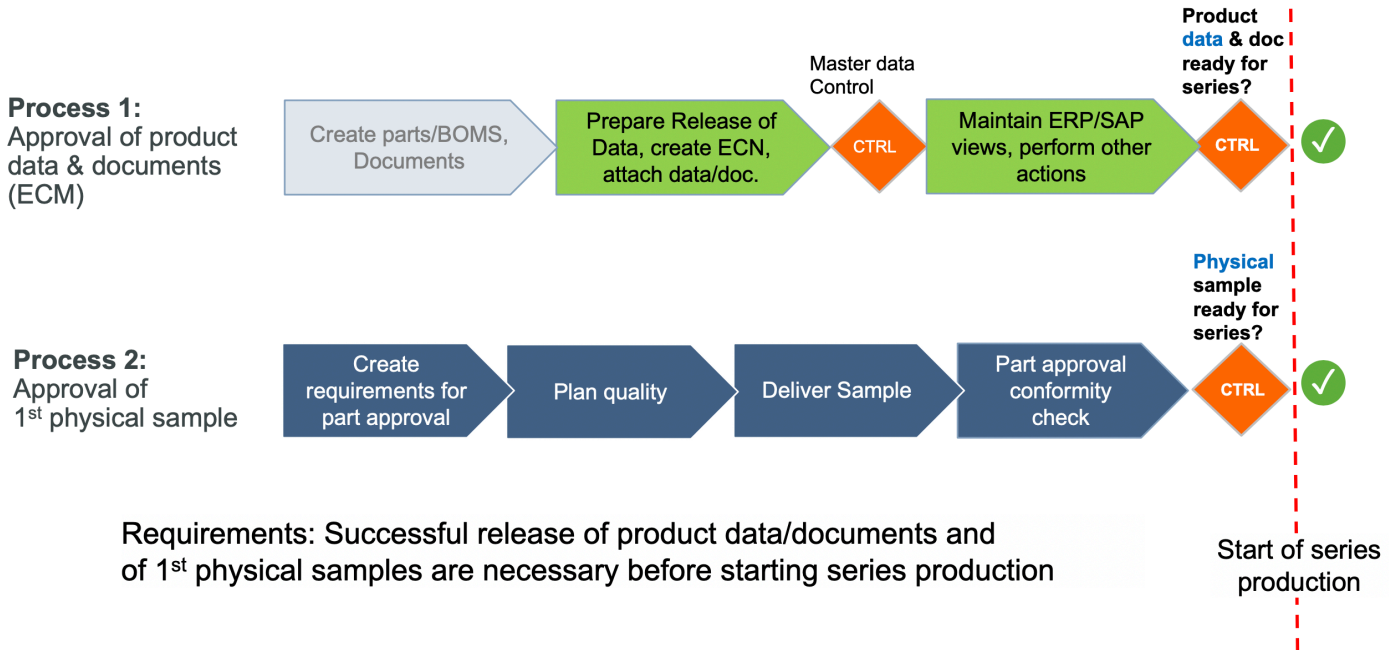 Process 1:
Approval of product
data & documents
(ECM)
Create parts/BOMS,
Documents
Prepare Release of
Data, create ECN,
attach data/doc.
Master data
Control
CTRL
Maintain ERP/SAP
views, perform other
actions
Product
data & doc
ready for
series?
CTRL
Process 2:
Approval of
1st physical sample
Create
requirements for
part approval
Plan quality
Deliver Sample
Part approval
conformity
check
Physical
sample
ready for
series?
CTRL
Requirements: Successful release of product data/documents and
of 1st physical samples are necessary before starting series production
Start of series
production